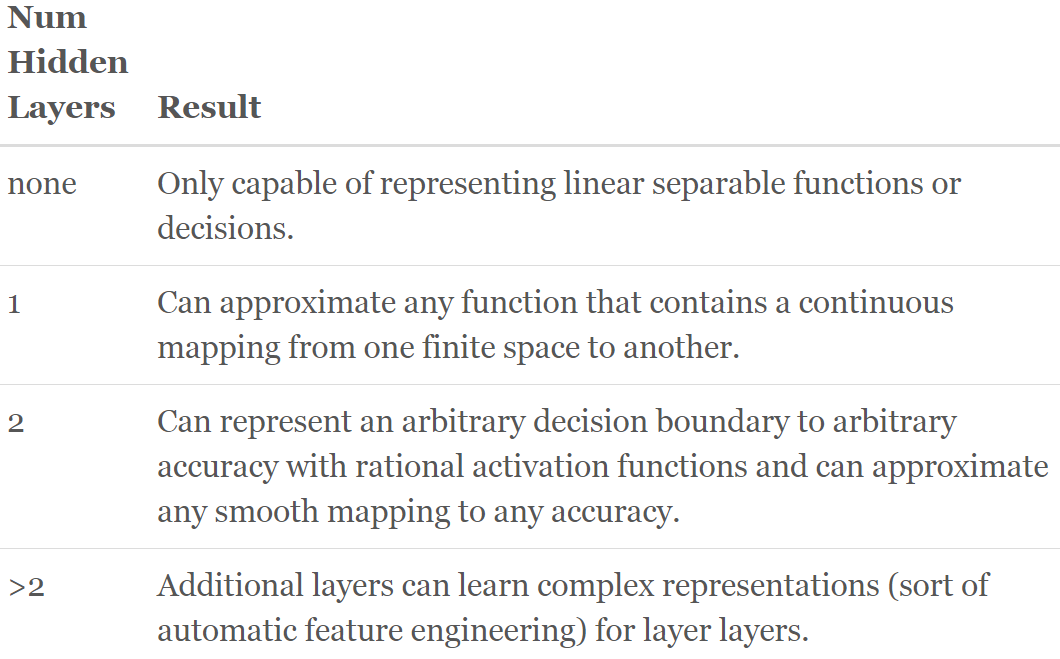 Num
Hidden
Layers Result
none Only capable of representing linear separable functions or
decisions.
1 Can approximate any function that contains a continuous
mapping from one finite space to another.
2 Can represent an arbitrary decision boundary to arbitrary
accuracy with rational activation functions and can approximate
any smooth mapping to any accuracy.
>2 Additional layers can learn complex representations (sort of
automatic feature engineering) for layer layers.